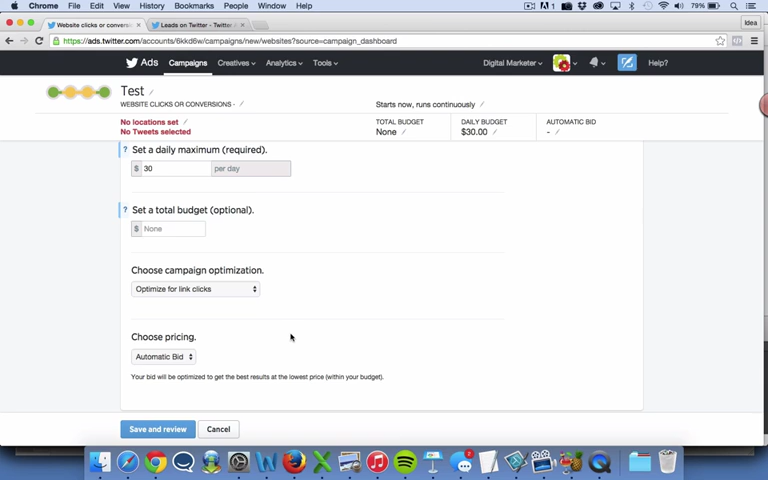 Chrome File Edit View History Bookmarks People Window Help
1 79%
Website clicks or convers
Leads on Twitter - Twitter
Idea
https://ads.twitter.com/accounts/6kkd6w/campaigns/new/websites?source=campaign_dashboard
Ads Campaigns Creatives Analytics Tools Digital Marketer Help?
Test
WEBSITE CLICKS OR CONVERSIONS -
Starts now, runs continuously
No locations set
No Tweets selected
TOTAL BUDGET
None
DAILY BUDGET
$30.00
AUTOMATIC BID
-
? Set a daily maximum (required).
$ 30 per day
? Set a total budget (optional).
$ None
Choose campaign optimization.
Optimize for link clicks
Choose pricing.
Automatic Bid
Your bid will be optimized to get the best results at the lowest price (within your budget).
Save and review Cancel